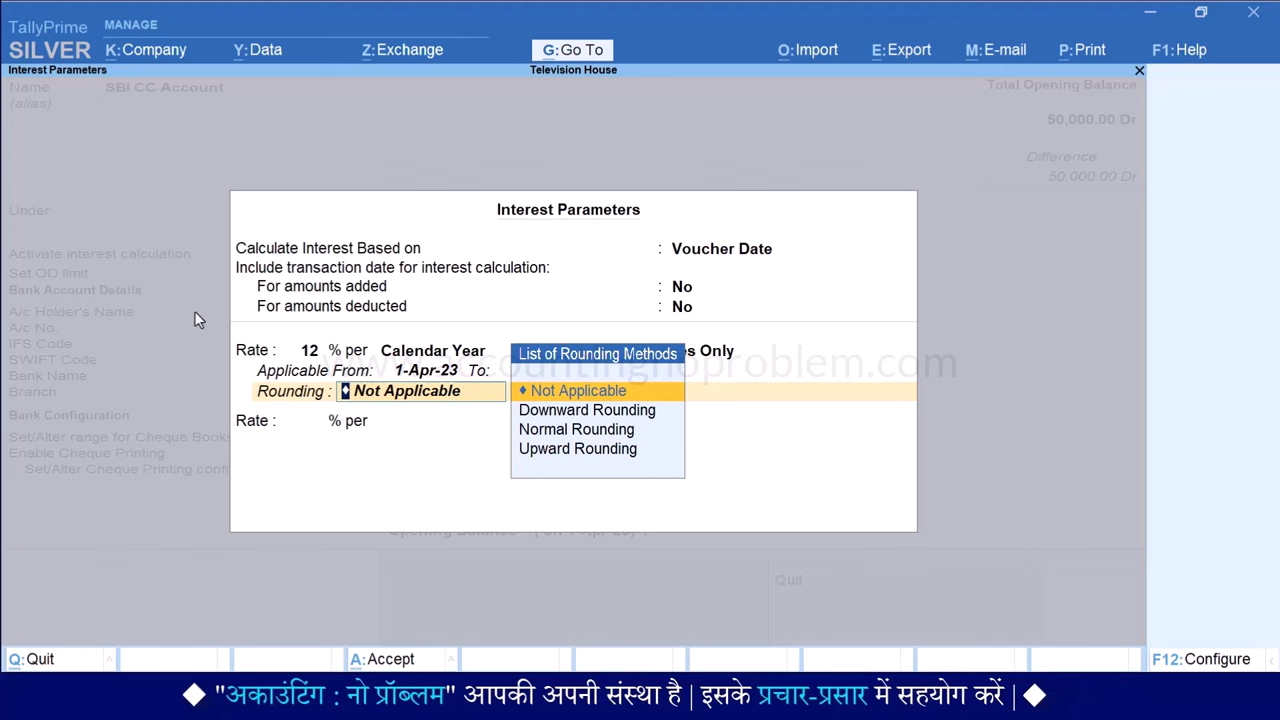 TallyPrime MANAGE
SILVER K:Company Y:Data Z:Exchange G:Go To O:Import E:Export M:E-mail P:Print F1:Help
Interest Parameters Television House
Name SBI CC Account Total Opening Balance
(alias)
50,000.00 Dr
Difference
50,000.00 Dr
Under
Interest Parameters
Calculate Interest Based on : Voucher Date
Include transaction date for interest calculation:
For amounts added : No
For amounts deducted : No
Activate interest calculation
Set OD limit
Bank Account Details
A/c Holder's Name
A/c No.
IFS Code
SWIFT Code
Bank Name
Branch
Bank Configuration
Set/Alter range for Cheque Books
Enable Cheque Printing
Set/Alter Cheque Printing confi
Rate : 12 % per Calendar Year s Only
Applicable From: 1-Apr-23 To:
Rounding : ♦ Not Applicable
Rate : % per
List of Rounding Methods
♦ Not Applicable
Downward Rounding
Normal Rounding
Upward Rounding
Quit
Q:Quit A:Accept F12:Configure
◆ "अकाउंटिंग : नो प्रॉब्लम" आपकी अपनी संस्था है | इसके प्रचार-प्रसार में सहयोग करें | ◆